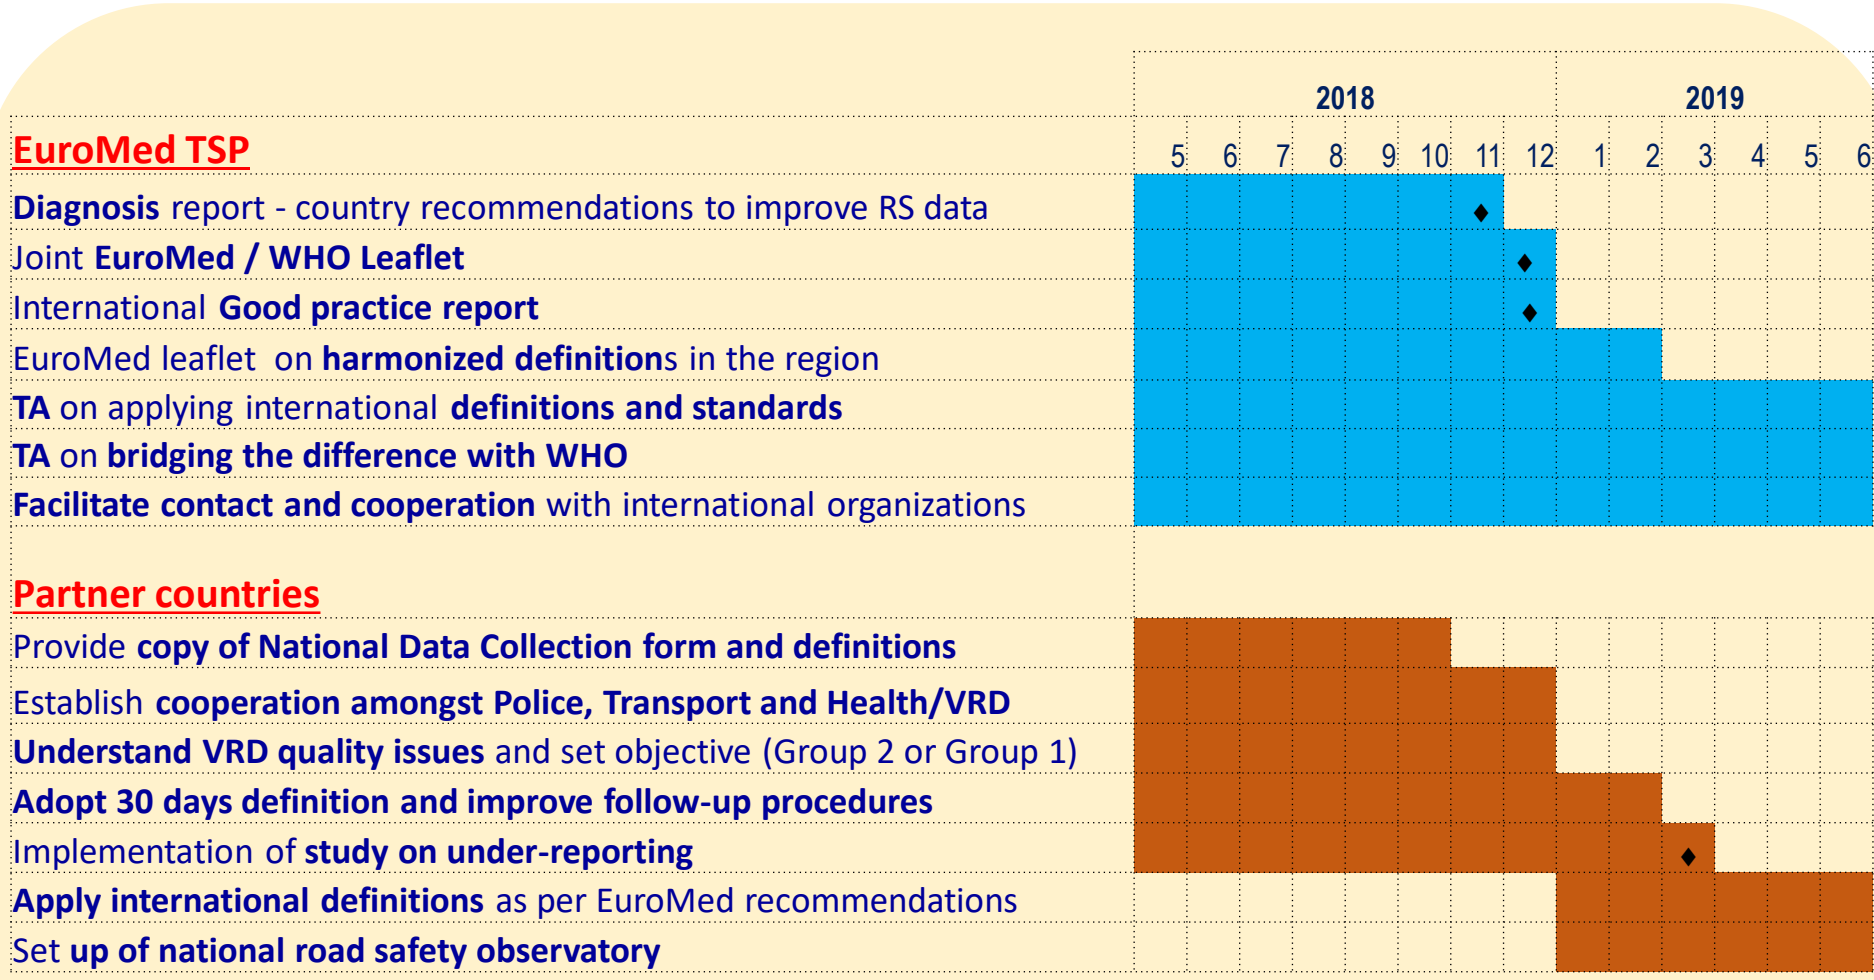 2018 2019
EuroMed TSP 5 6 7 8 9 10 11 12 1 2 3 4 5 6
Diagnosis report - country recommendations to improve RS data
Joint EuroMed / WHO Leaflet
International Good practice report
EuroMed leaflet on harmonized definitions in the region
TA on applying international definitions and standards
TA on bridging the difference with WHO
Facilitate contact and cooperation with international organizations
Partner countries
Provide copy of National Data Collection form and definitions
Establish cooperation amongst Police, Transport and Health/VRD
Understand VRD quality issues and set objective (Group 2 or Group 1)
Adopt 30 days definition and improve follow-up procedures
Implementation of study on under-reporting
Apply international definitions as per EuroMed recommendations
Set up of national road safety observatory